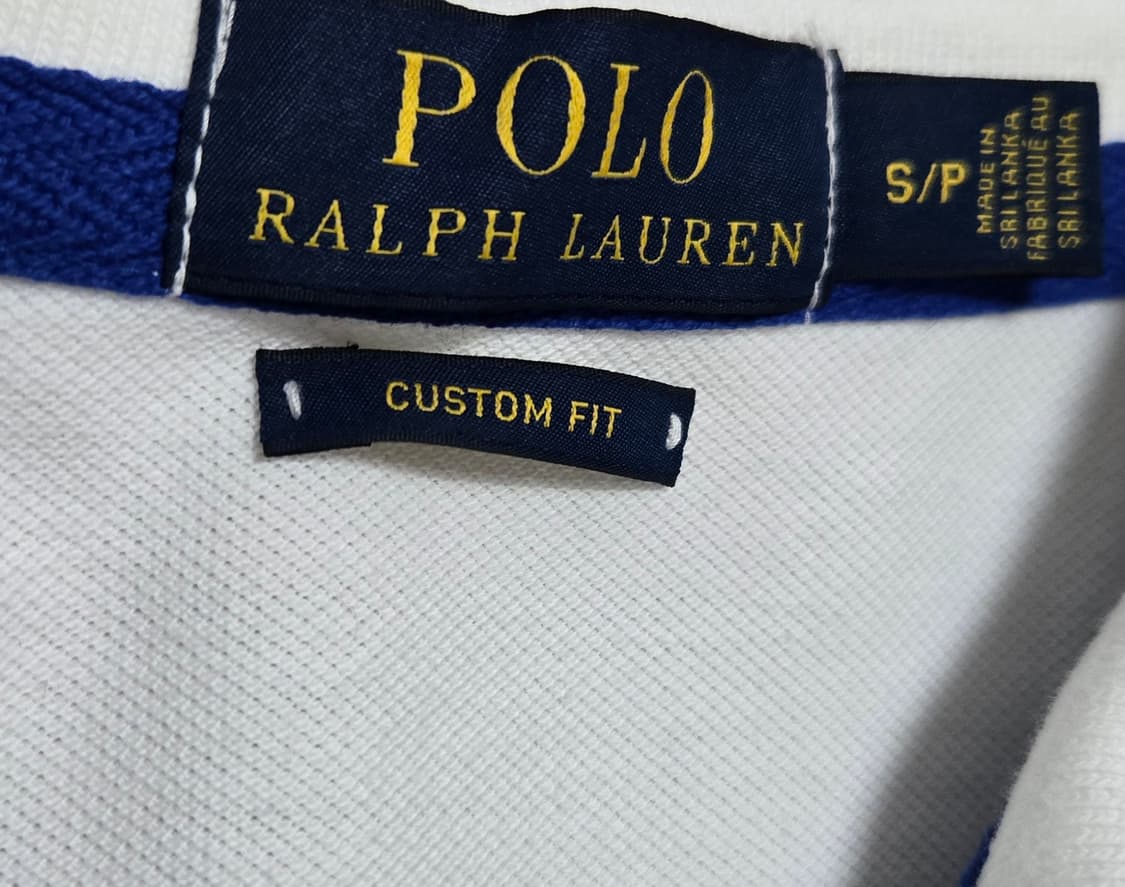 POLO
RALPH LAUREN
S/P
MADE IN
SRI LANKA
FABRIQUÉ AU
SRI LANKA
CUSTOM FIT